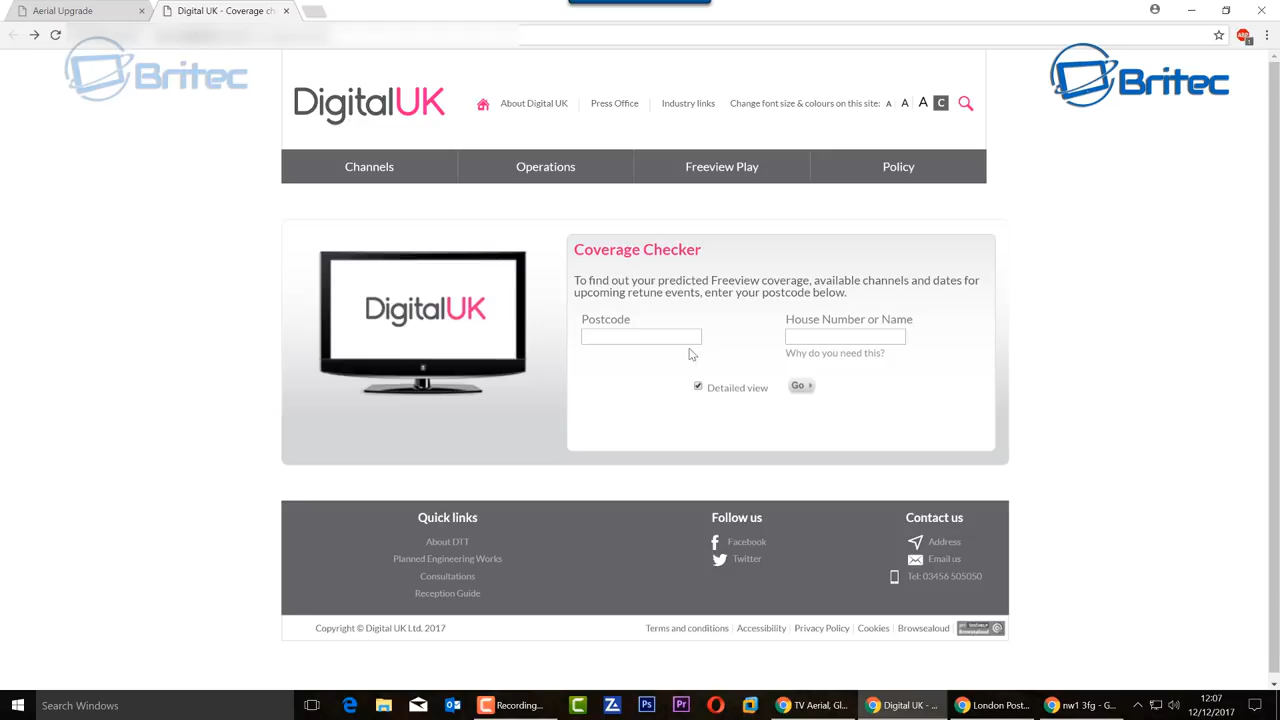 Aerial Upgrade
Digital UK - Coverage ch
Britec
Britec
DigitalUK
About Digital UK
Press Office
Industry links
Change font size & colours on this site: A A A C
Channels
Operations
Freeview Play
Policy
DigitalUK
Coverage Checker
To find out your predicted Freeview coverage, available channels and dates for
upcoming retune events, enter your postcode below.
Postcode
House Number or Name
Why do you need this?
Detailed view
Go
Quick links
About DTT
Planned Engineering Works
Consultations
Reception Guide
Follow us
Facebook
Twitter
Contact us
Address
Email us
Tel: 03456 505050
Copyright © Digital UK Ltd. 2017
Terms and conditions
Accessibility
Privacy Policy
Cookies
Browsealoud
Search Windows
Recording...
TV Aerial, Gl...
Digital UK - ...
London Post...
nw1 3fg - G...
12:07
12/12/2017